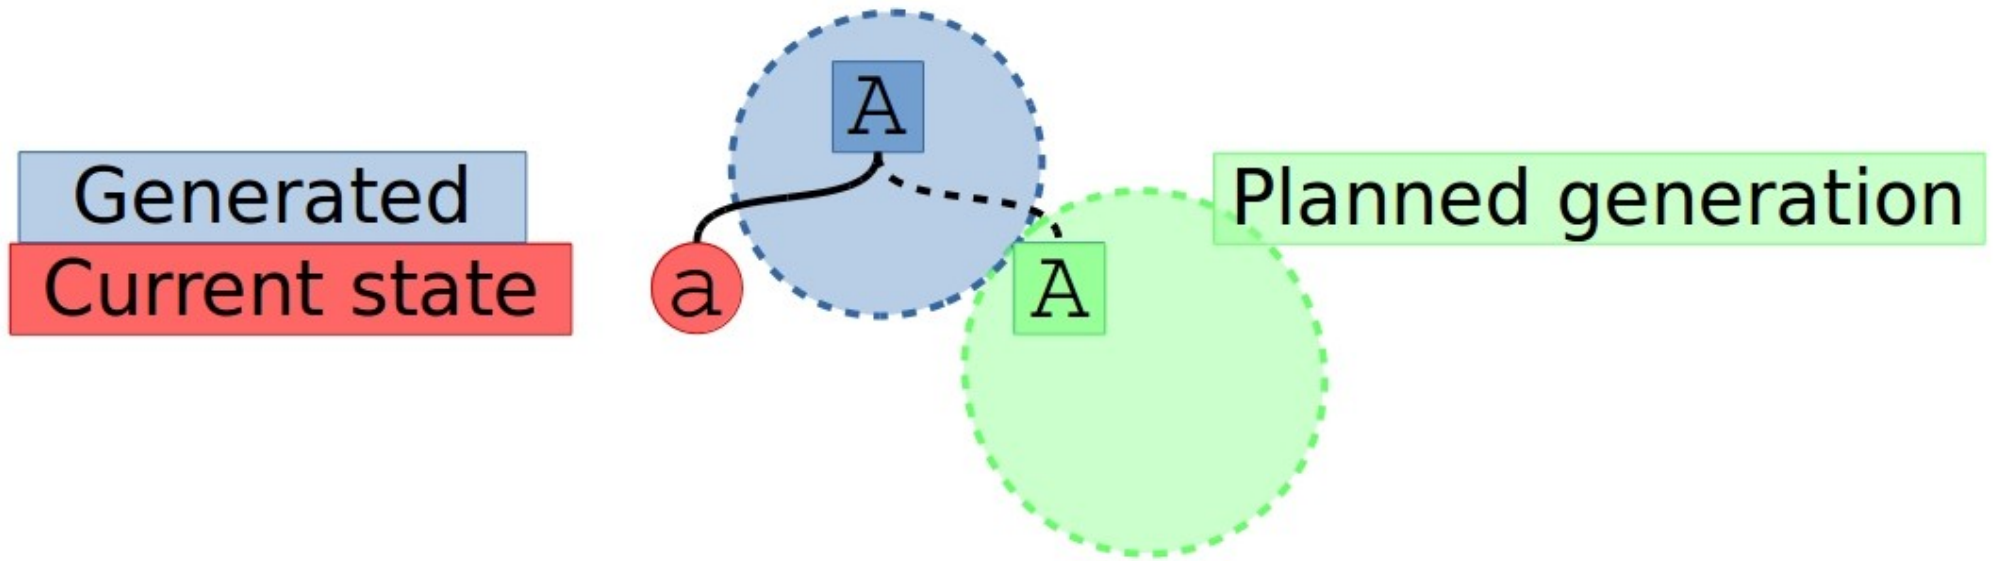 A
Generated
Planned generation
Current state
a
A